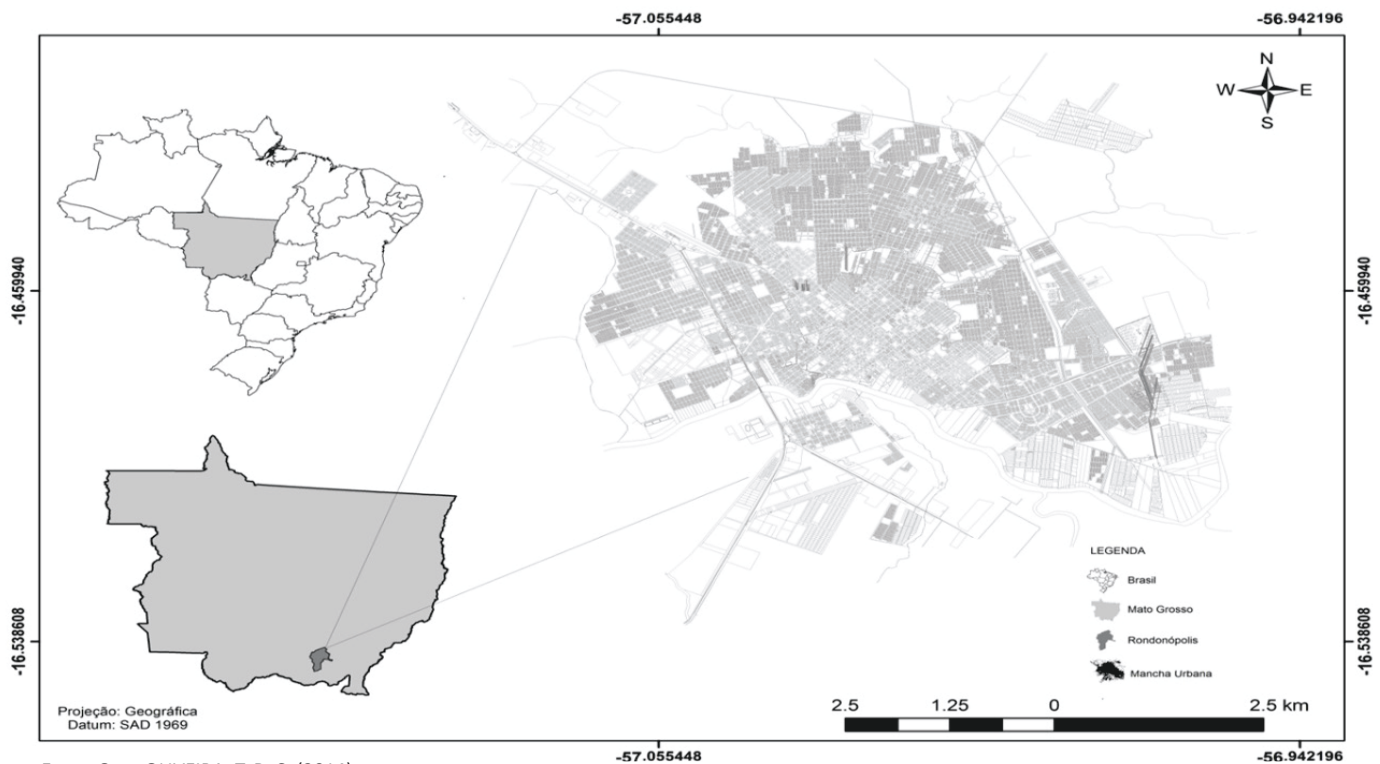 -57.055448
-56.942196
N
W E
S
-16.459940
-16.459940
LEGENDA
Brasil
Mato Grosso
-16.538608
Rondonópolis
-16.538608
Mancha Urbana
2.5 1.25 0 2.5 km
Projeção: Geográfica
Datum: SAD 1969
-57.055448
-56.942196